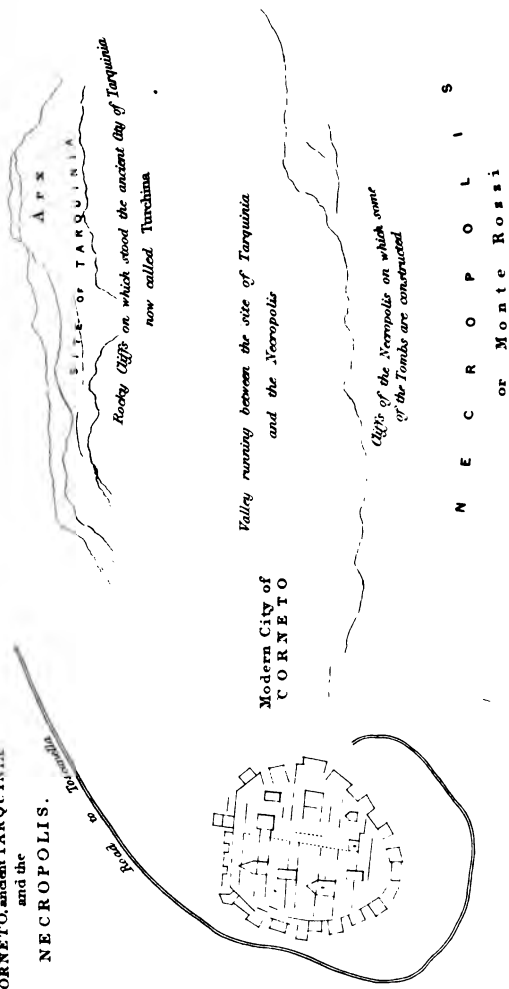 ORNETO, ancient TARQUINIA
and the
NECROPOLIS.
Road to Toscanella
Arx
SITE OF TARQUINIA
Rocky Cliffs on which stood the ancient City of Tarquinia
now called Turchina
Valley running between the site of Tarquinia
and the Necropolis
Modern City of
CORNETO
Cliffs of the Necropolis on which some
of the Tombs are constructed
NECROPOLIS
or Monte Rossi